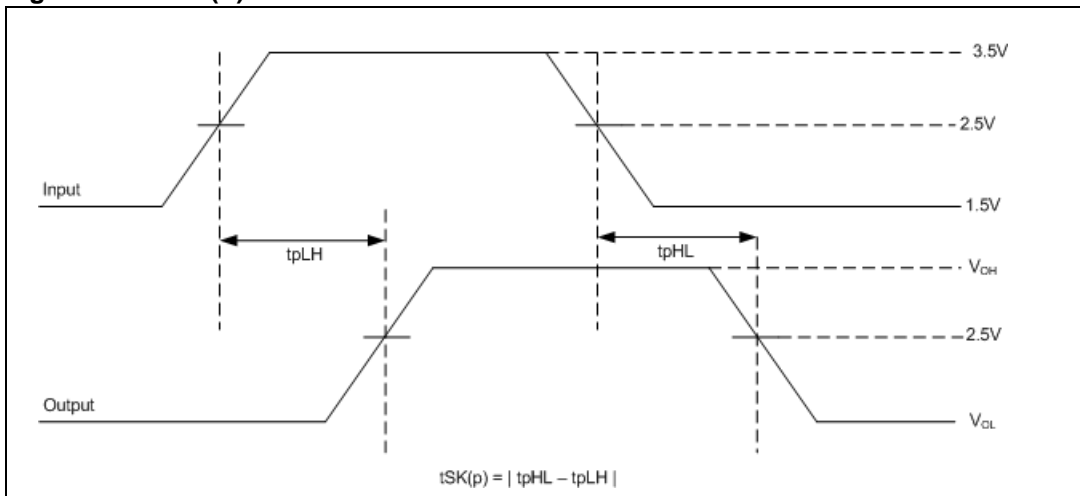 3.5V
2.5V
Input
1.5V
tpLH
tpHL
VOH
2.5V
Output
VOL
tSK(p) = | tpHL – tpLH |